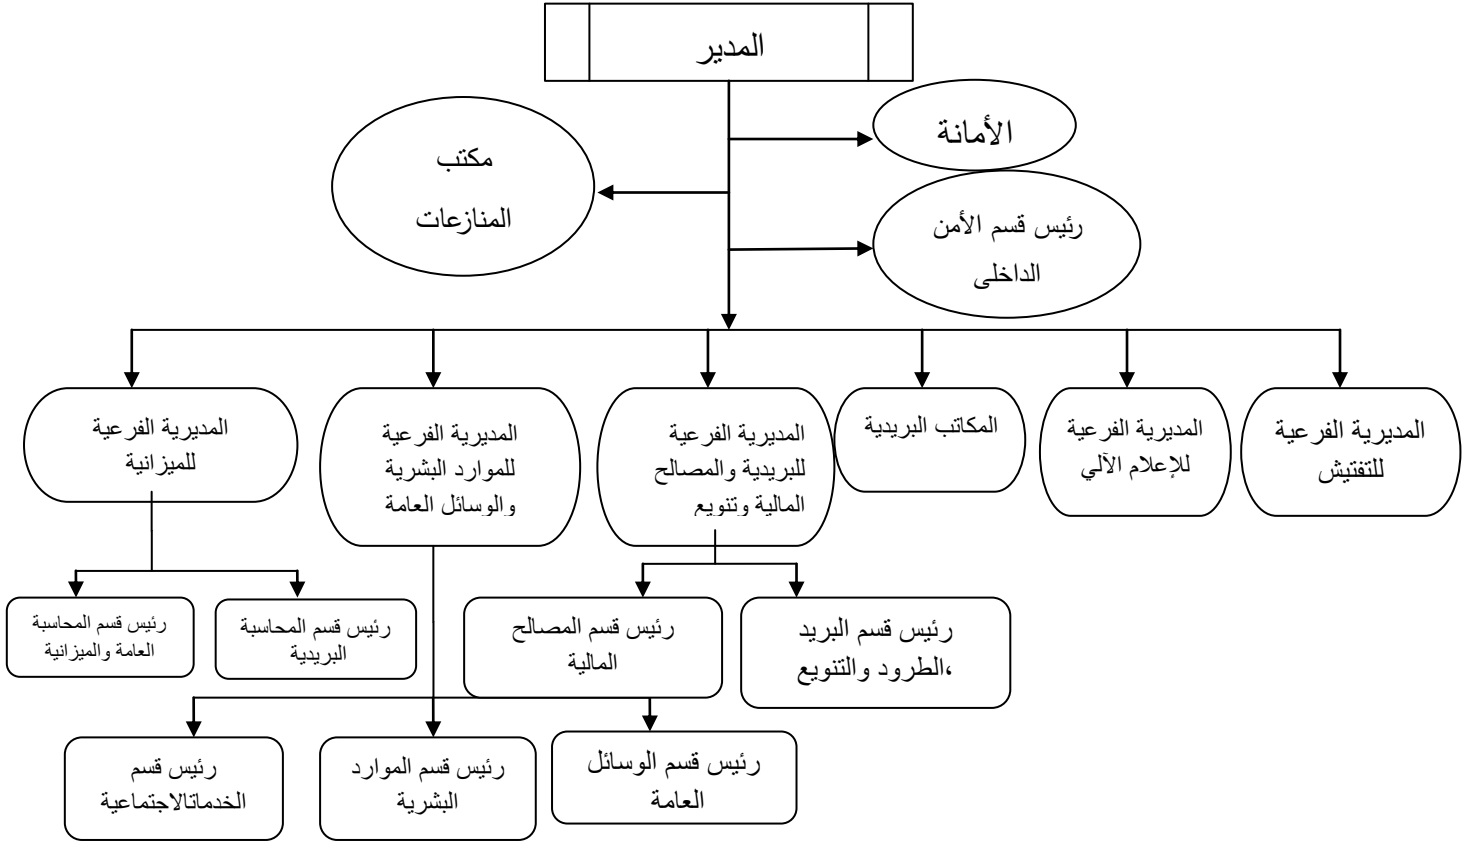 المدير
الأمانة
مكتب
المنازعات
رئيس قسم الأمن
الداخلى
المديرية الفرعية
للتفتيش
المديرية الفرعية
للإعلام الآلي
المكاتب البريدية
المديرية الفرعية
للبريدية والمصالح
المالية وتنويع
المديرية الفرعية
للموارد البشرية
والوسائل العامة
المديرية الفرعية
للميزانية
رئيس قسم البريد
،الطرود والتنويع
رئيس قسم المصالح
المالية
رئيس قسم المحاسبة
البريدية
رئيس قسم المحاسبة
العامة والميزانية
رئيس قسم الوسائل
العامة
رئيس قسم الموارد
البشرية
رئيس قسم
الخدماتالاجتماعية